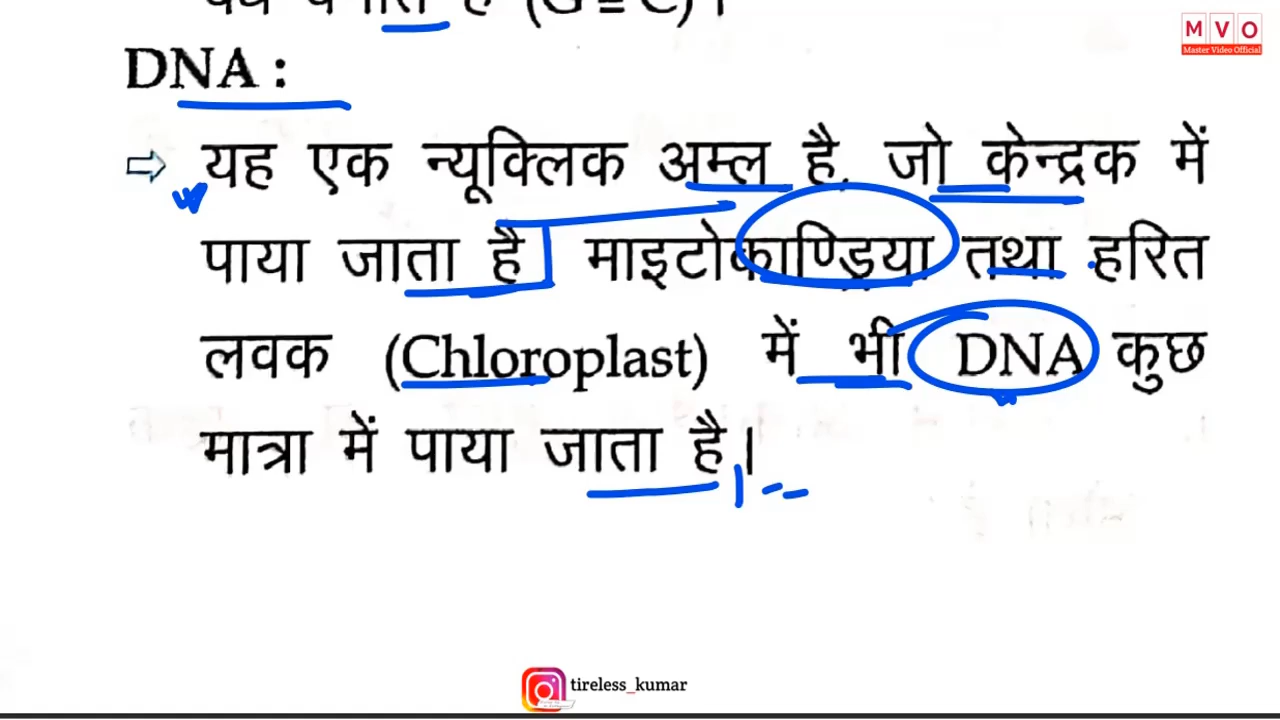 (G ≡ C)।
MVO
Master Video Official
DNA :
⇨ यह एक न्यूक्लिक अम्ल है, जो केन्द्रक में
पाया जाता है। माइटोकाण्ड्रिया तथा हरित
लवक (Chloroplast) में भी DNA कुछ
मात्रा में पाया जाता है।
tireless_kumar